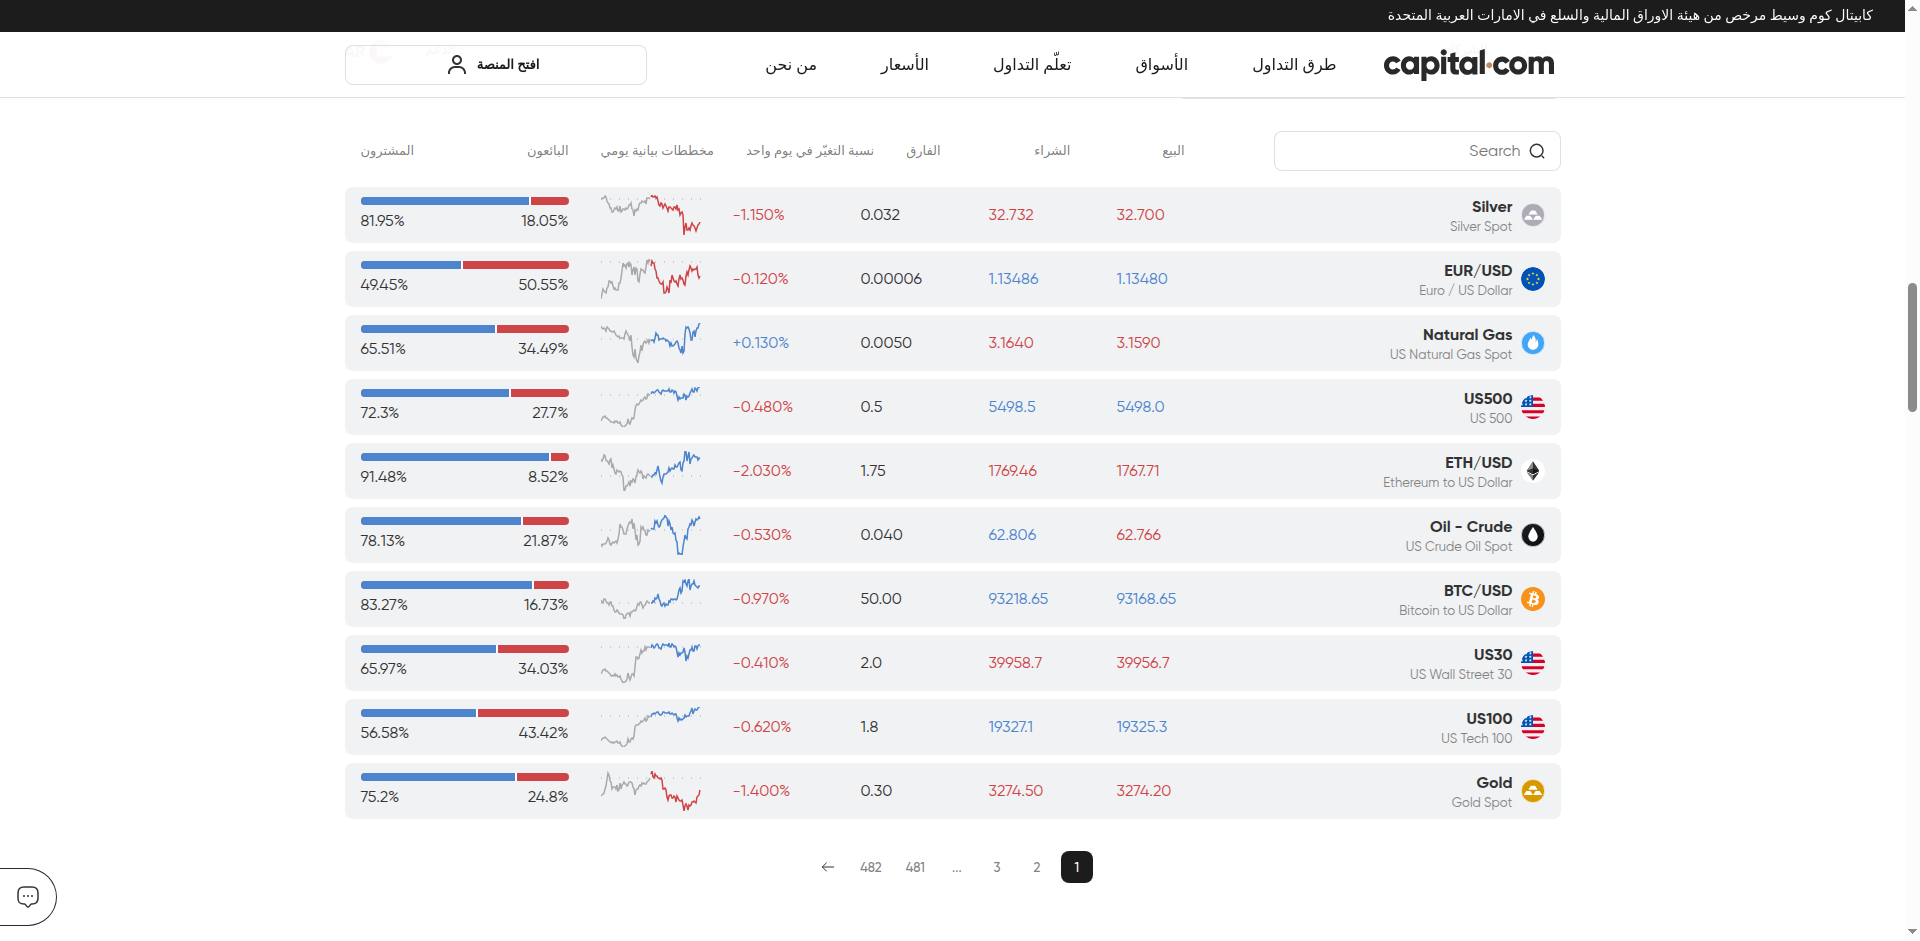 كابيتال كوم وسيط مرخص من هيئة الاوراق المالية والسلع في الامارات العربية المتحدة
capital.com طرق التداول الأسواق تعلّم التداول الأسعار من نحن افتح المنصة
Search البيع الشراء الفارق نسبة التغيّر في يوم واحد مخططات بيانية يومي البائعون المشترون
Silver 32.700 32.732 0.032 -1.150% 18.05% 81.95%
Silver Spot
EUR/USD 1.13480 1.13486 0.00006 -0.120% 50.55% 49.45%
Euro / US Dollar
Natural Gas 3.1590 3.1640 0.0050 +0.130% 34.49% 65.51%
US Natural Gas Spot
US500 5498.0 5498.5 0.5 -0.480% 27.7% 72.3%
US 500
ETH/USD 1767.71 1769.46 1.75 -2.030% 8.52% 91.48%
Ethereum to US Dollar
Oil - Crude 62.766 62.806 0.040 -0.530% 21.87% 78.13%
US Crude Oil Spot
BTC/USD 93168.65 93218.65 50.00 -0.970% 16.73% 83.27%
Bitcoin to US Dollar
US30 39956.7 39958.7 2.0 -0.410% 34.03% 65.97%
US Wall Street 30
US100 19325.3 19327.1 1.8 -0.620% 43.42% 56.58%
US Tech 100
Gold 3274.20 3274.50 0.30 -1.400% 24.8% 75.2%
Gold Spot
1 2 3 ... 481 482